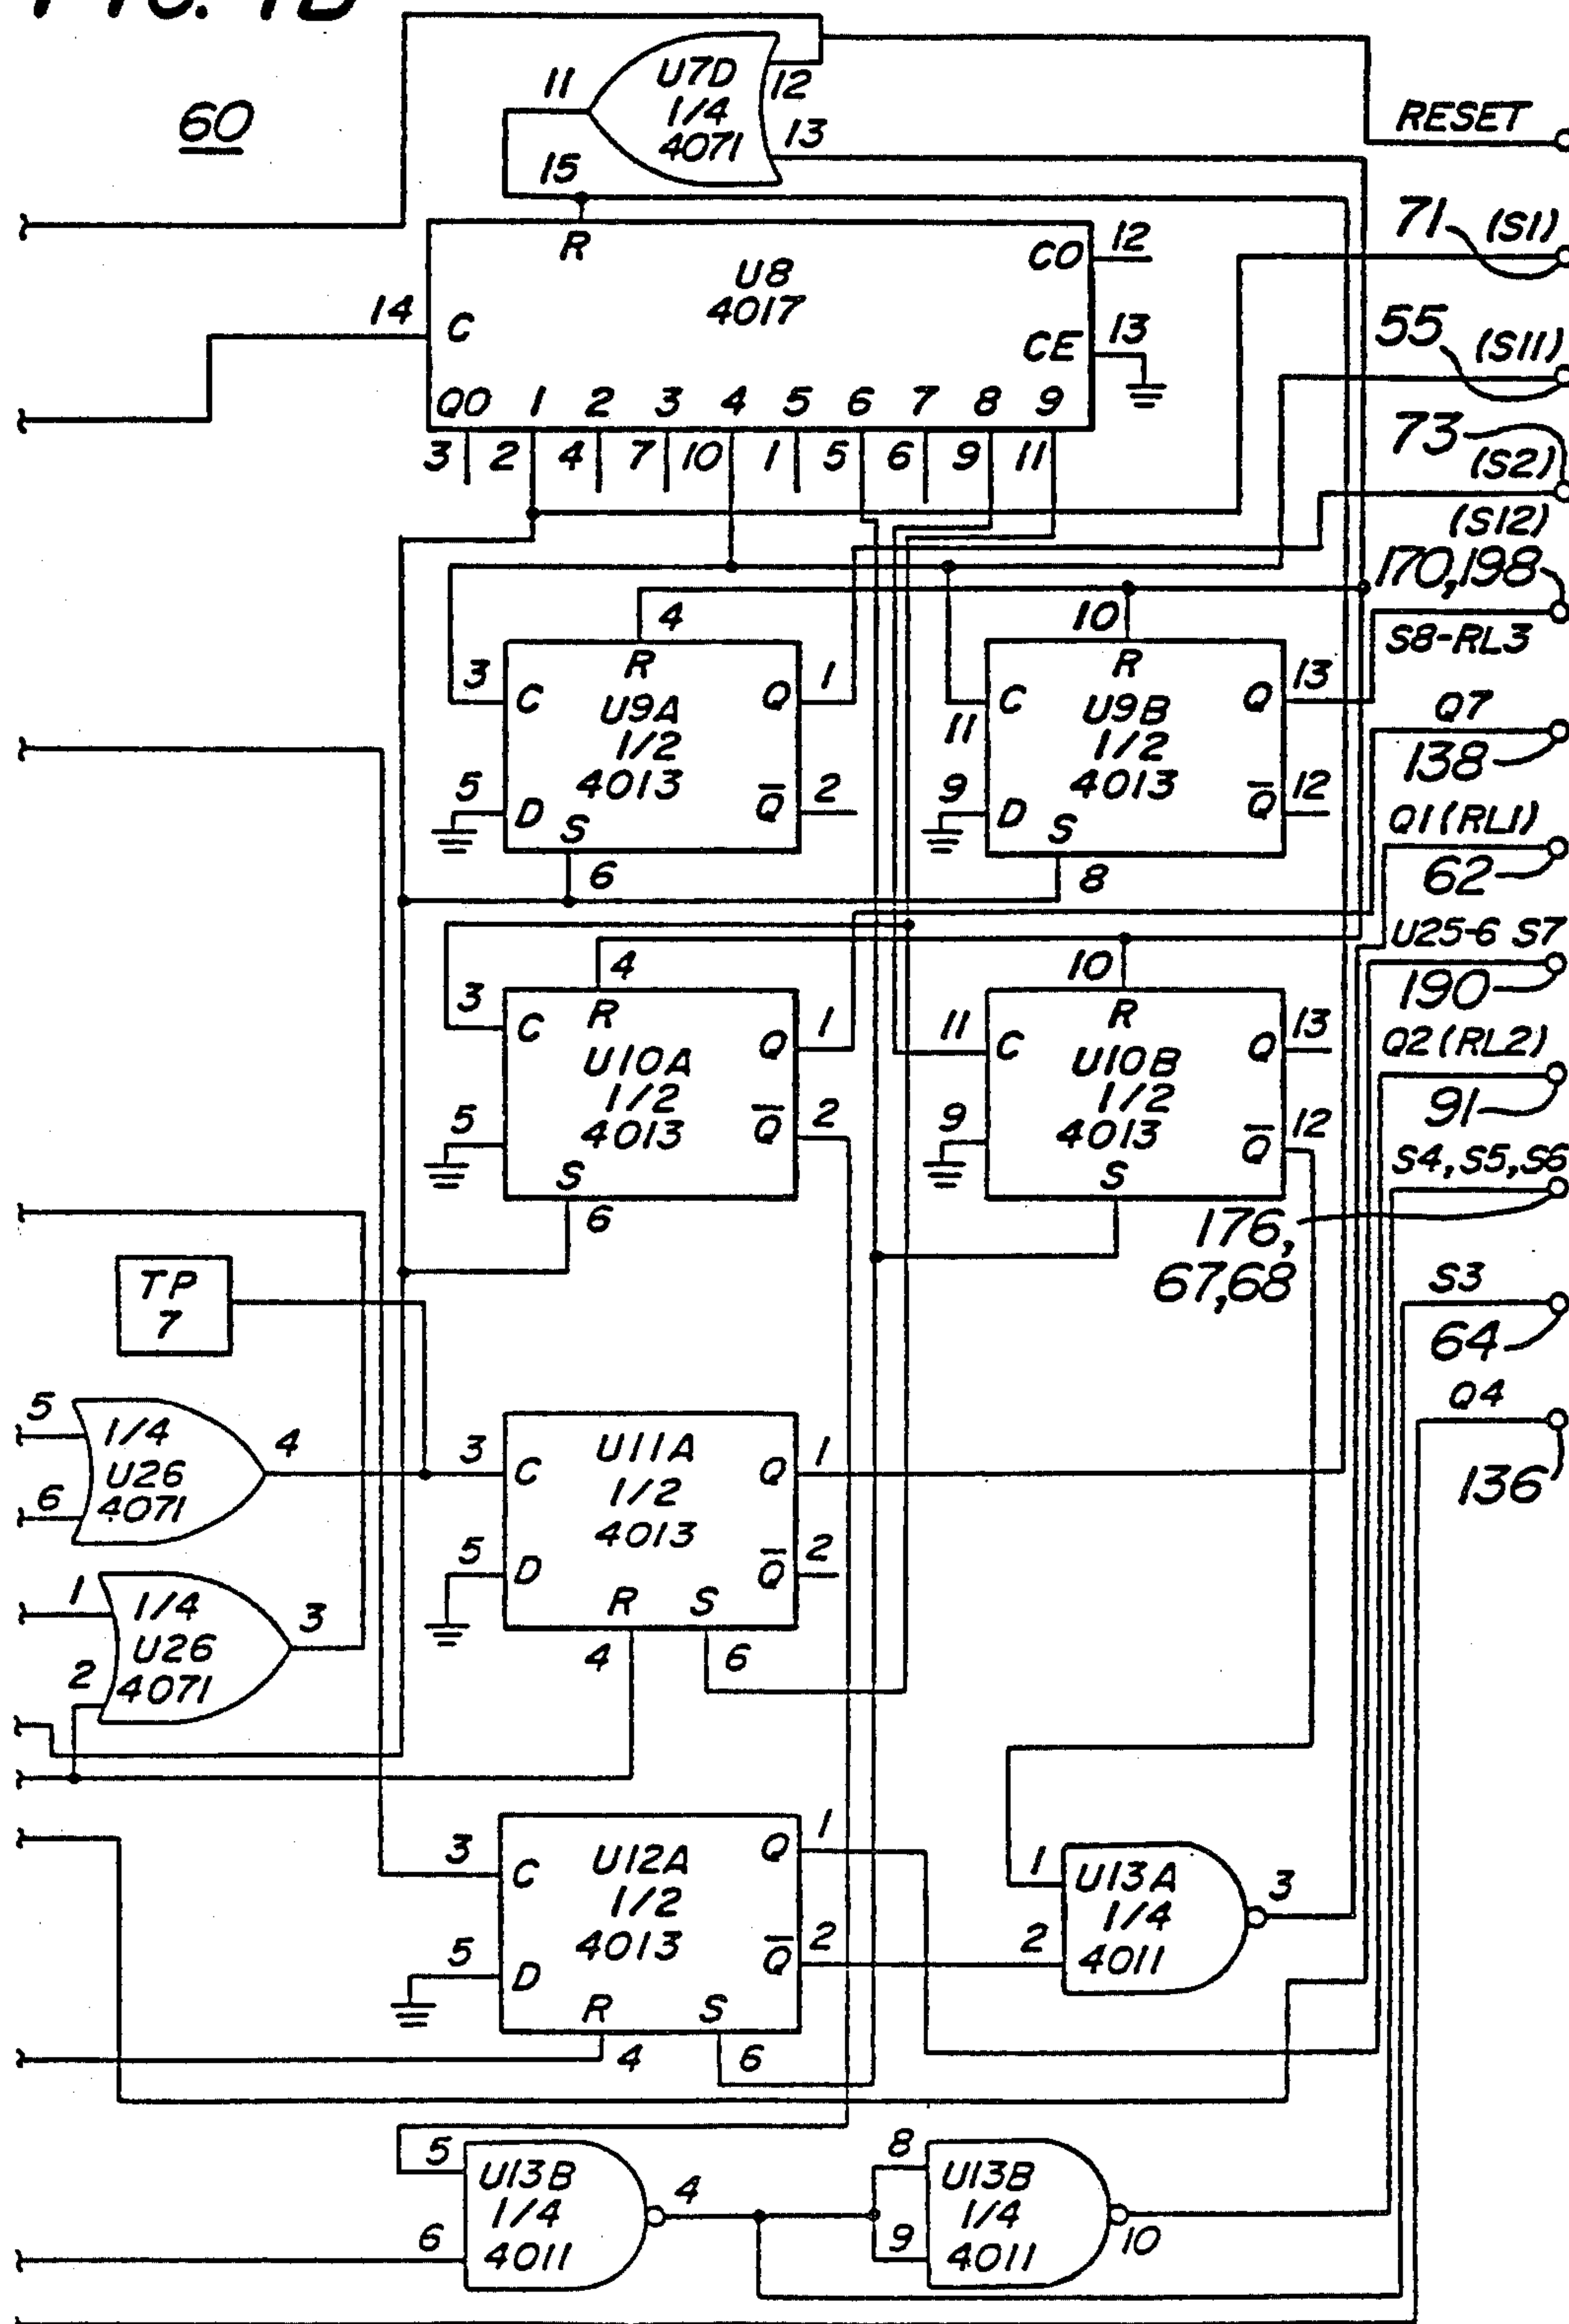 60
11
U7D
1/4
4071
12
13
RESET
15
R
U8
4017
CO
12
14
C
CE
13
Q0 1 2 3 4 5 6 7 8 9
3 2 4 7 10 1 5 6 9 11
71 (S1)
55 (S11)
73 (S2)
(S12)
170,198
S8-RL3
4
R
3
C
U9A
1/2
4013
Q
1
5
D
S
Q̅
2
6
10
R
11
C
U9B
1/2
4013
Q
13
9
D
S
Q̅
12
8
Q7
138
Q1 (RL1)
62
U25-6 S7
190
Q2 (RL2)
91
S4, S5, S6
176,
67,68
4
3
C
R
U10A
1/2
4013
Q
1
5
Q̅
2
S
6
10
11
C
R
U10B
1/2
4013
Q
13
9
Q̅
12
S
S3
64
Q4
136
TP
7
5
1/4
U26
4071
4
6
3
C
U11A
1/2
4013
Q
1
5
D
Q̅
2
R
S
4
6
1
1/4
U26
4071
3
2
3
C
U12A
1/2
4013
Q
1
5
D
Q̅
2
R
S
4
6
1
U13A
1/4
4011
3
2
5
U13B
1/4
4011
4
6
8
U13B
1/4
4011
9
10